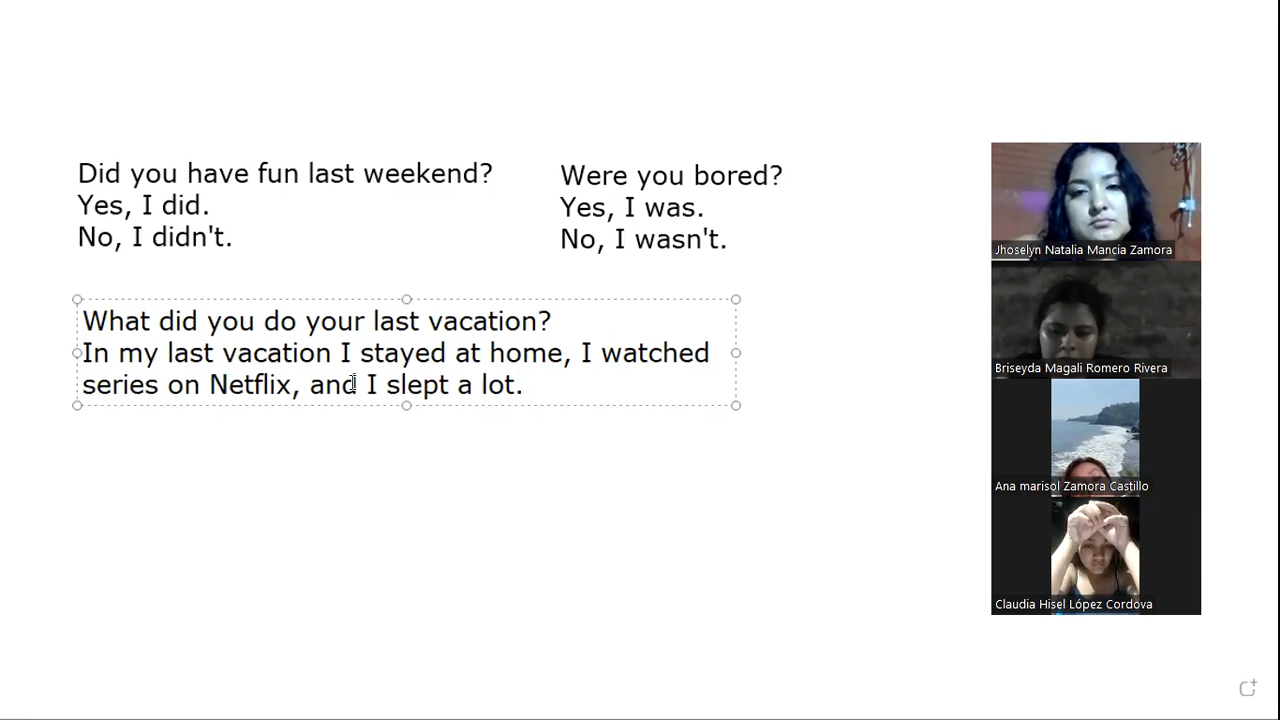 Did you have fun last weekend?
Yes, I did.
No, I didn't.
Were you bored?
Yes, I was.
No, I wasn't.
What did you do your last vacation?
In my last vacation I stayed at home, I watched
series on Netflix, and I slept a lot.
Jhoselyn Natalia Mancia Zamora
Briseyda Magali Romero Rivera
Ana marisol Zamora Castillo
Claudia Hisel López Cordova